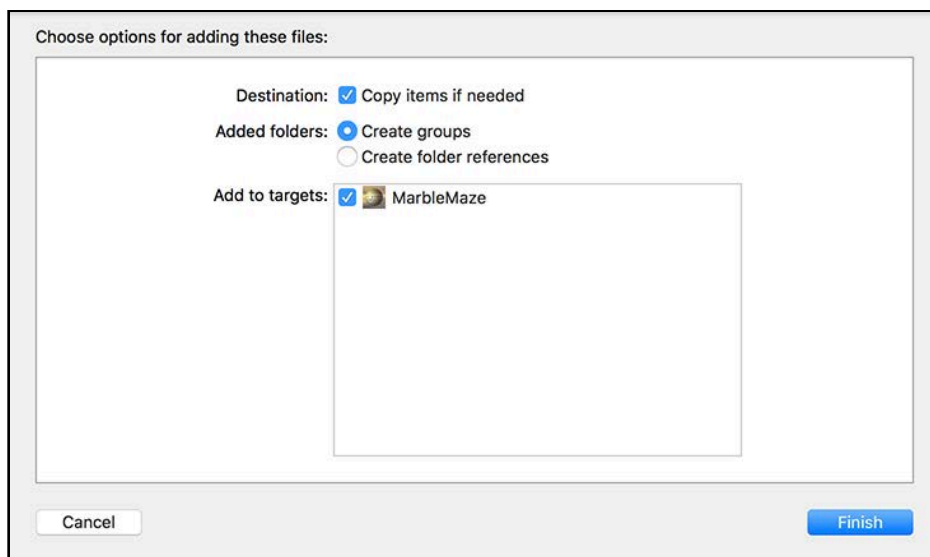 Choose options for adding these files:
Destination: Copy items if needed
Added folders: Create groups
Create folder references
Add to targets: MarbleMaze
Cancel Finish